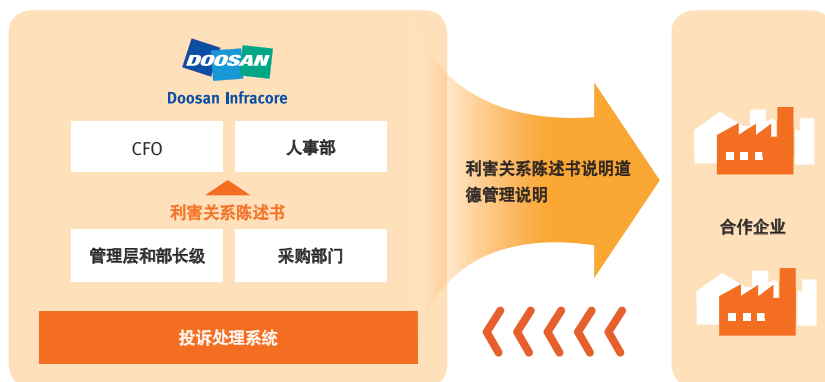 DOOSAN
Doosan Infracore
CFO
人事部
利害关系陈述书
管理层和部长级
采购部门
投诉处理系统
利害关系陈述书说明道
德管理说明
合作企业